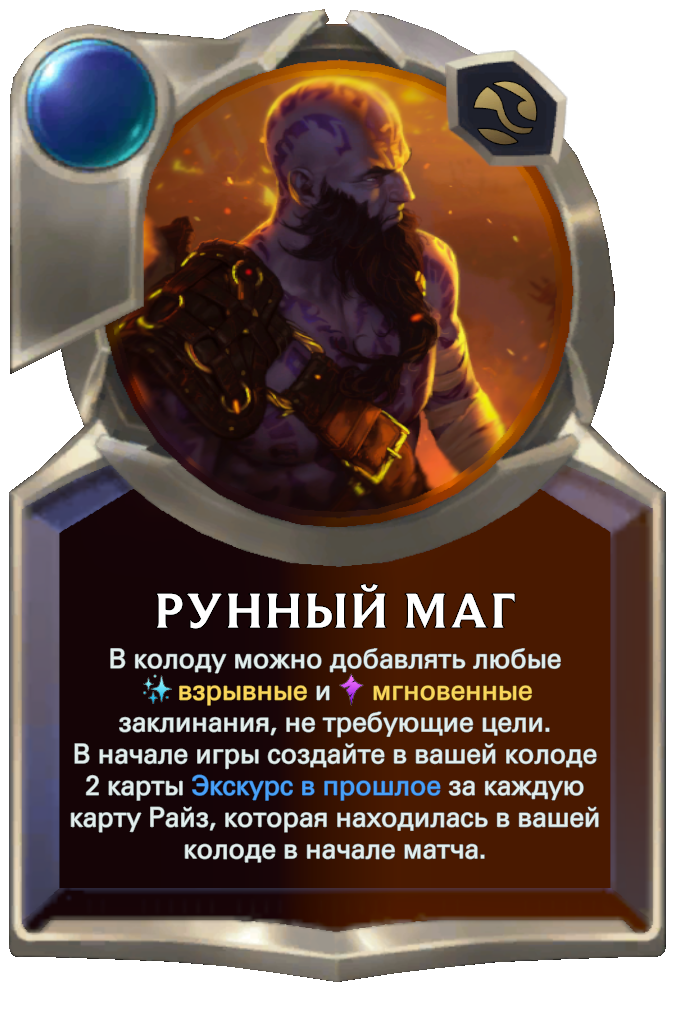 РУННЫЙ МАГ
В колоду можно добавлять любые
взрывные и мгновенные
заклинания, не требующие цели.
В начале игры создайте в вашей колоде
2 карты Экскурс в прошлое за каждую
карту Райз, которая находилась в вашей
колоде в начале матча.